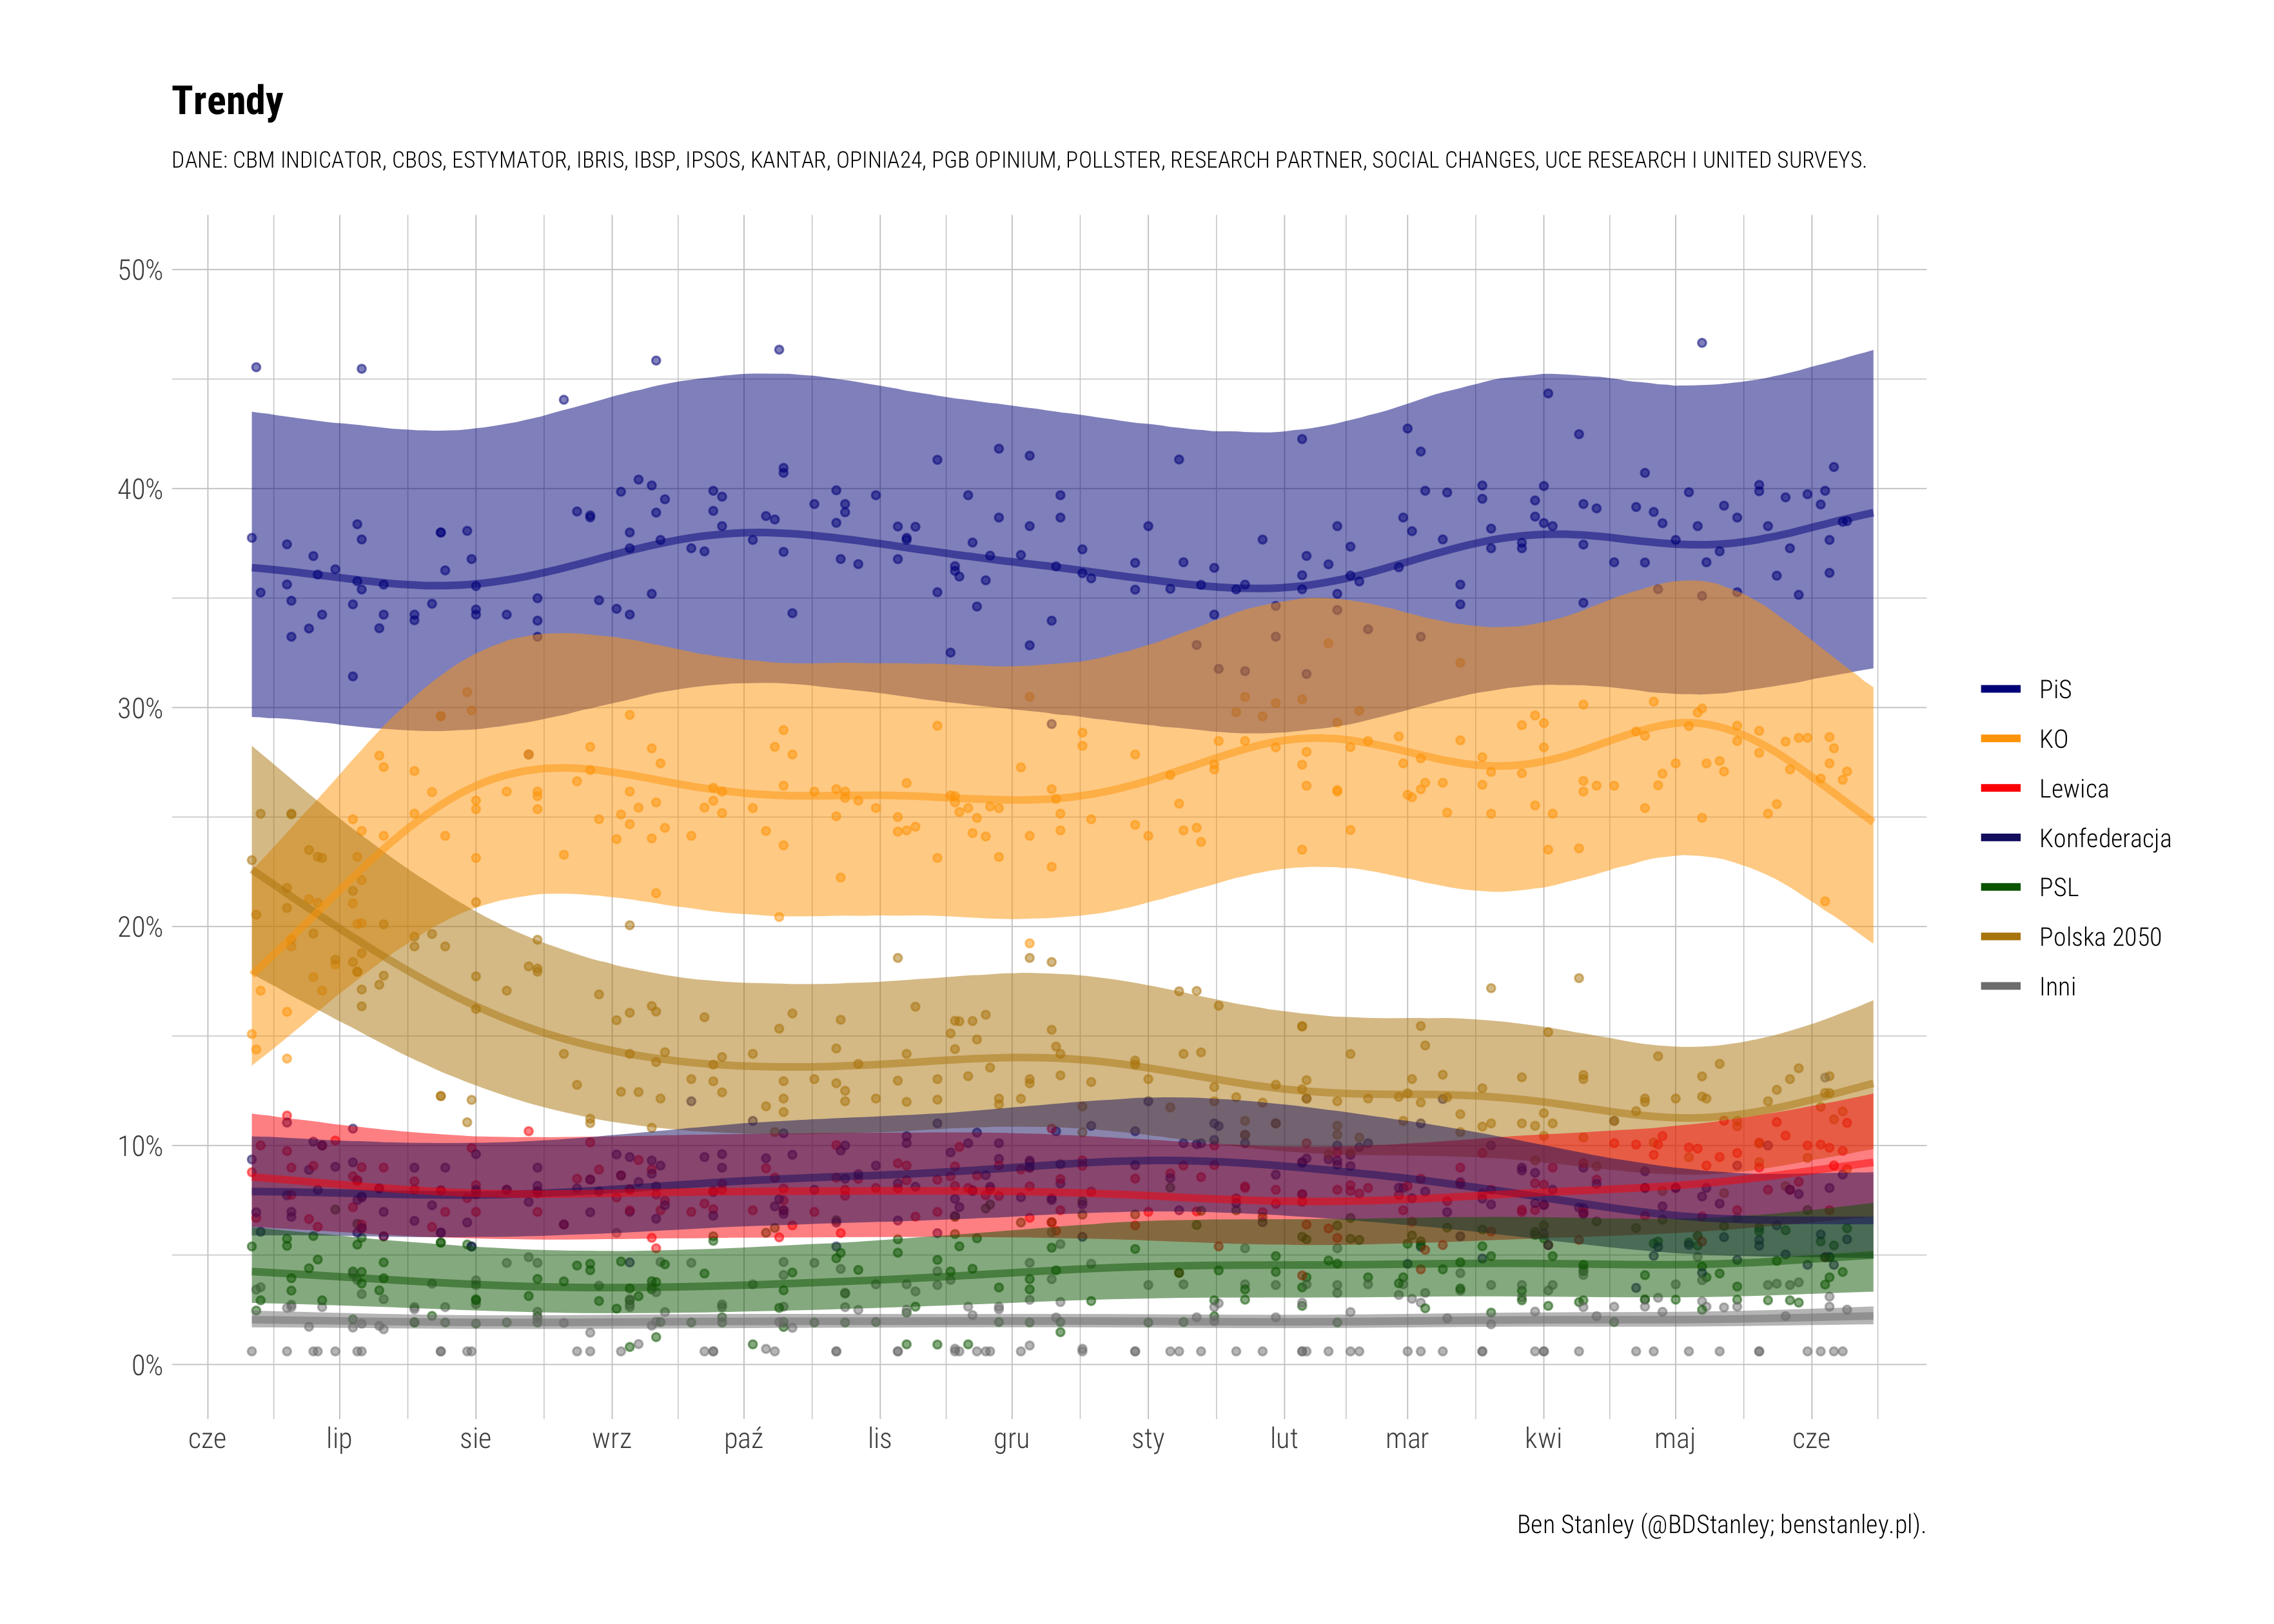 Trendy
DANE: CBM INDICATOR, CBOS, ESTYMATOR, IBRIS, IBSP, IPSOS, KANTAR, OPINIA24, PGB OPINIUM, POLLSTER, RESEARCH PARTNER, SOCIAL CHANGES, UCE RESEARCH I UNITED SURVEYS.
50%
40%
30%
20%
10%
0%
cze lip sie wrz paź lis gru sty lut mar kwi maj cze
PiS
KO
Lewica
Konfederacja
PSL
Polska 2050
Inni
Ben Stanley (@BDStanley; benstanley.pl).